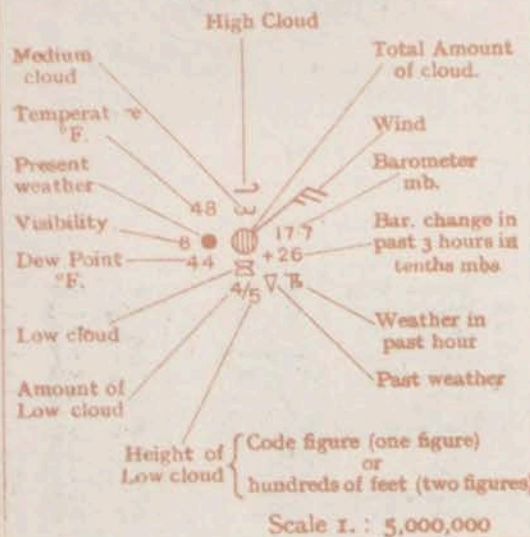 High Cloud
Medium
cloud
Total Amount
of cloud.
Temperat e
°F.
Wind
Present
weather
Barometer
mb.
48
Visibility
8
177
Bar. change in
past 3 hours in
tenths mbs
Dew Point
°F.
44
+26
4/5
Low cloud
Weather in
past hour
Amount of
Low cloud
Past weather
Height of
Low cloud
Code figure (one figure)
or
hundreds of feet (two figures)
Scale 1. : 5,000,000